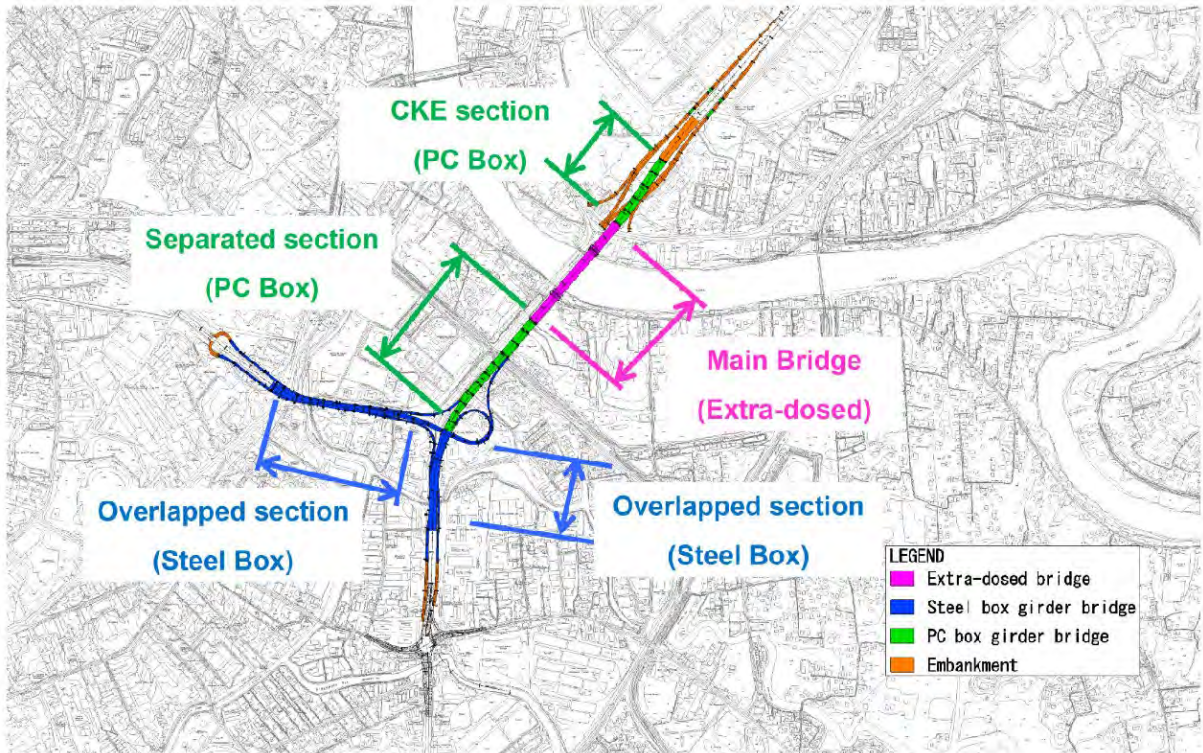 CKE section
(PC Box)
Separated section
(PC Box)
Main Bridge
(Extra-dosed)
Overlapped section
(Steel Box)
Overlapped section
(Steel Box)
LEGEND
Extra-dosed bridge
Steel box girder bridge
PC box girder bridge
Embankment